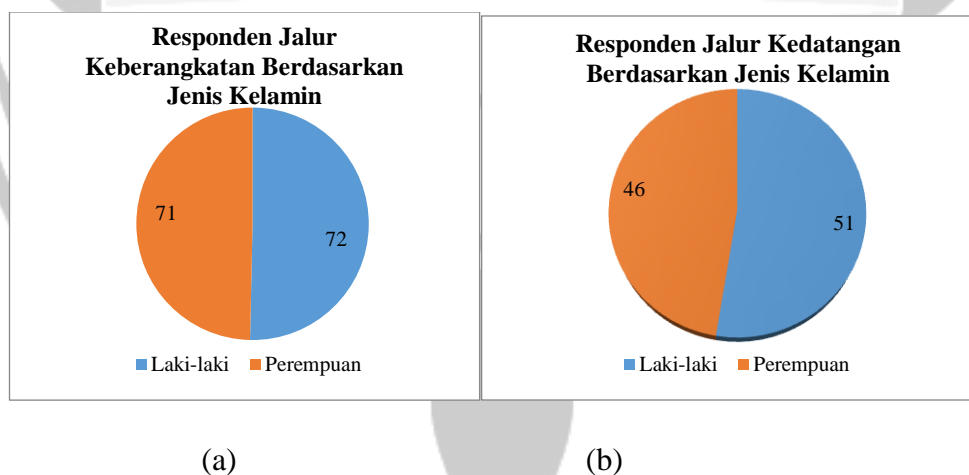 Responden Jalur
Keberangkatan Berdasarkan
Jenis Kelamin
71
72
Laki-laki Perempuan
Responden Jalur Kedatangan
Berdasarkan Jenis Kelamin
46
51
Laki-laki Perempuan
(a) (b)